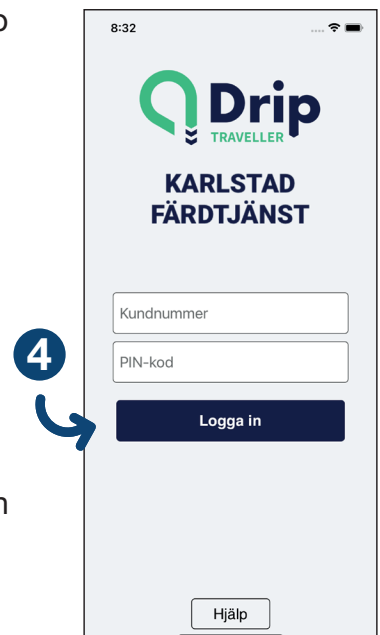 8:32
Drip
TRAVELLER
KARLSTAD
FÄRDTJÄNST
Kundnummer
4
PIN-kod
Logga in
Hjälp